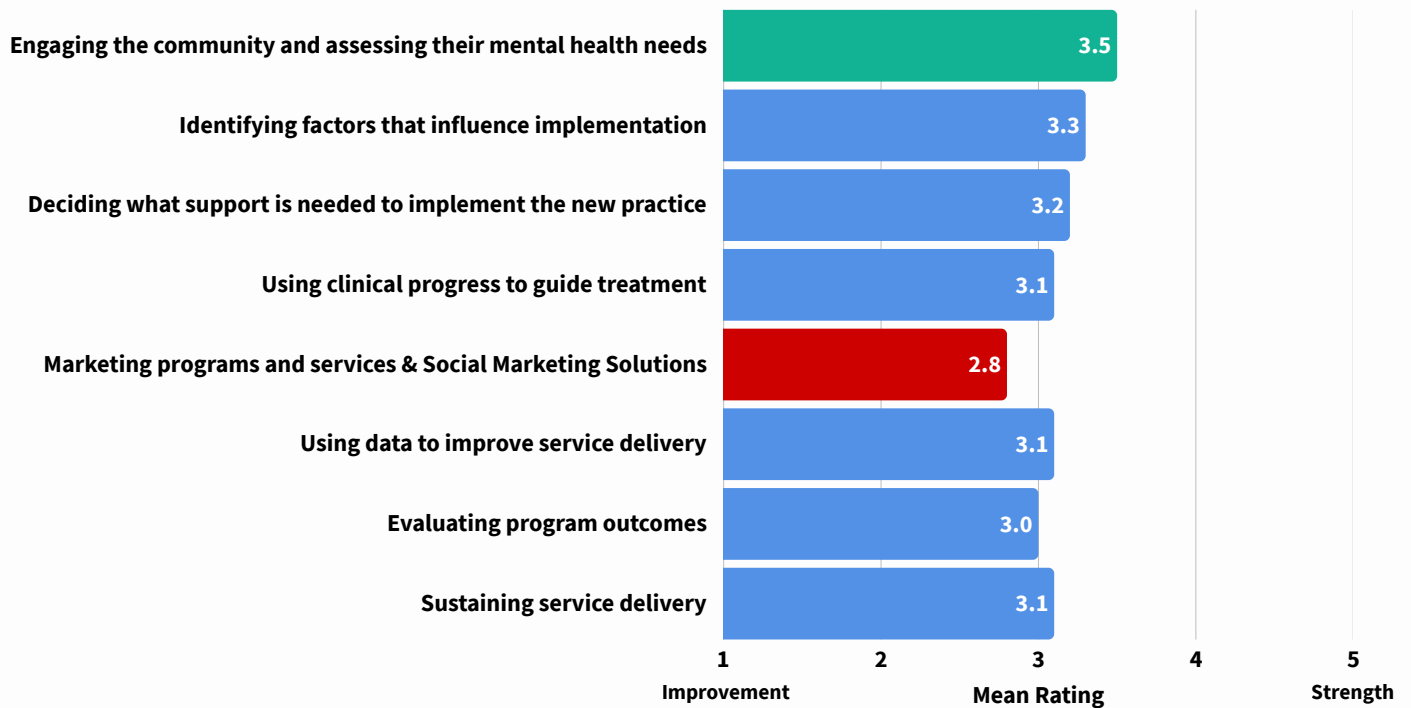 Engaging the community and assessing their mental health needs
3.5
Identifying factors that influence implementation
3.3
Deciding what support is needed to implement the new practice
3.2
Using clinical progress to guide treatment
3.1
Marketing programs and services & Social Marketing Solutions
2.8
Using data to improve service delivery
3.1
Evaluating program outcomes
3.0
Sustaining service delivery
3.1
1 2 3 4 5
Improvement Mean Rating Strength